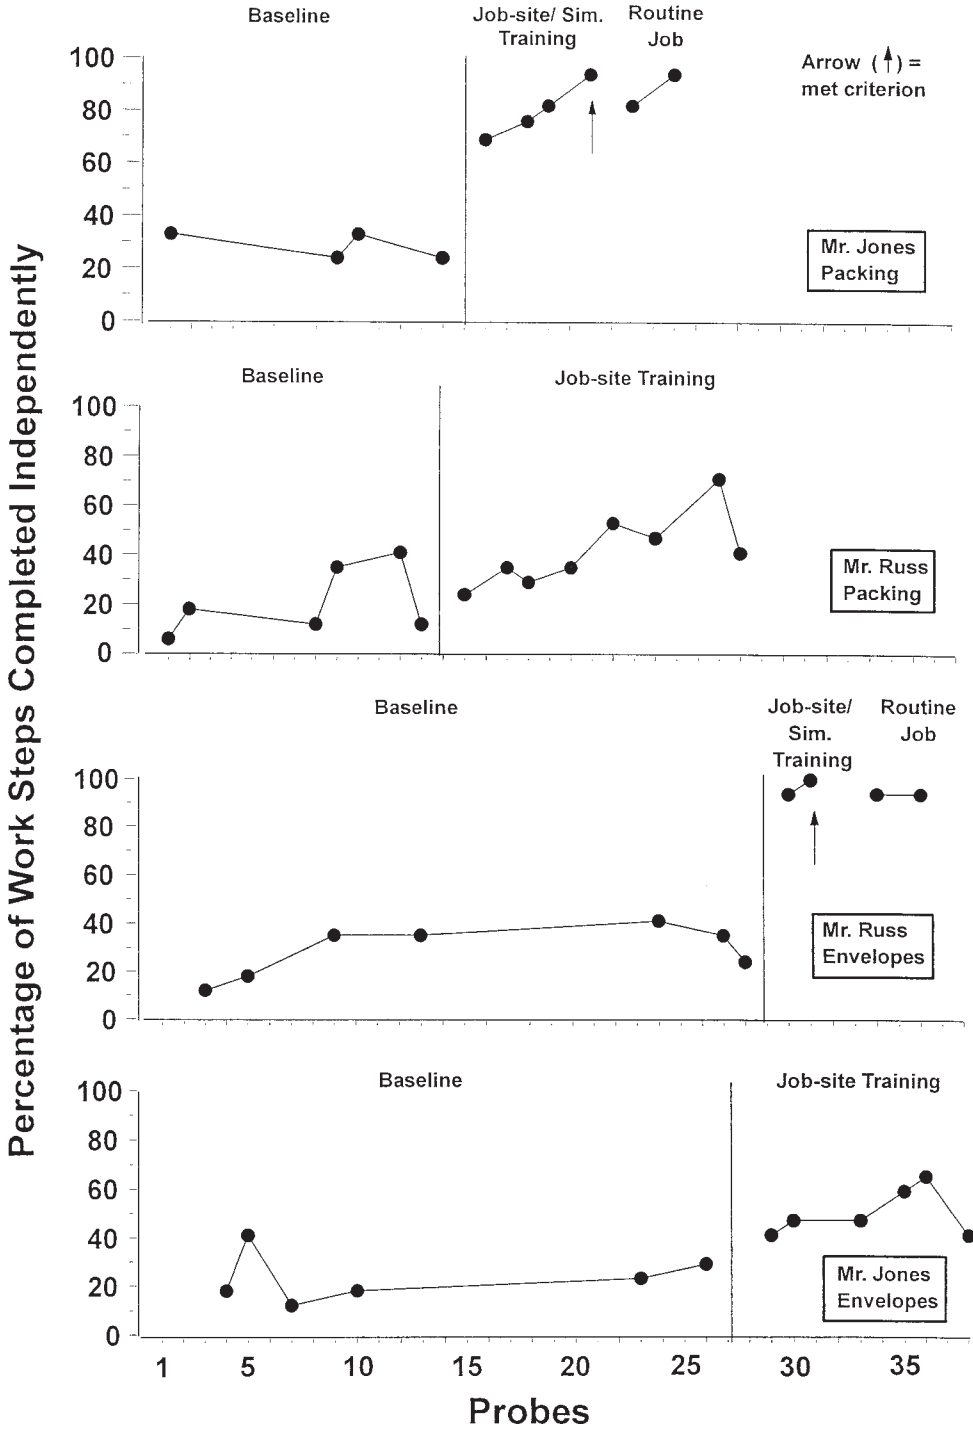 Baseline
Job-site/ Sim.
Training
Routine
Job
Arrow (↑) =
met criterion
100
80
60
40
20
0
Mr. Jones
Packing
Baseline
Job-site Training
100
80
60
40
20
0
Mr. Russ
Packing
Percentage of Work Steps Completed Independently
Baseline
Job-site/
Sim.
Training
Routine
Job
100
80
60
40
20
0
Mr. Russ
Envelopes
Baseline
Job-site Training
100
80
60
40
20
0
Mr. Jones
Envelopes
1 5 10 15 20 25 30 35
Probes